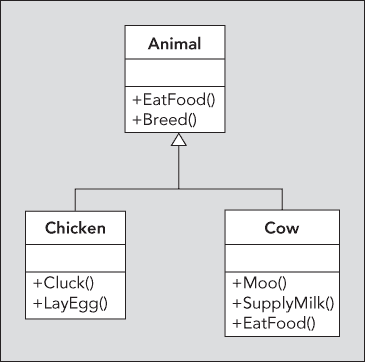 Animal
+EatFood()
+Breed()
Chicken
+Cluck()
+LayEgg()
Cow
+Moo()
+SupplyMilk()
+EatFood()